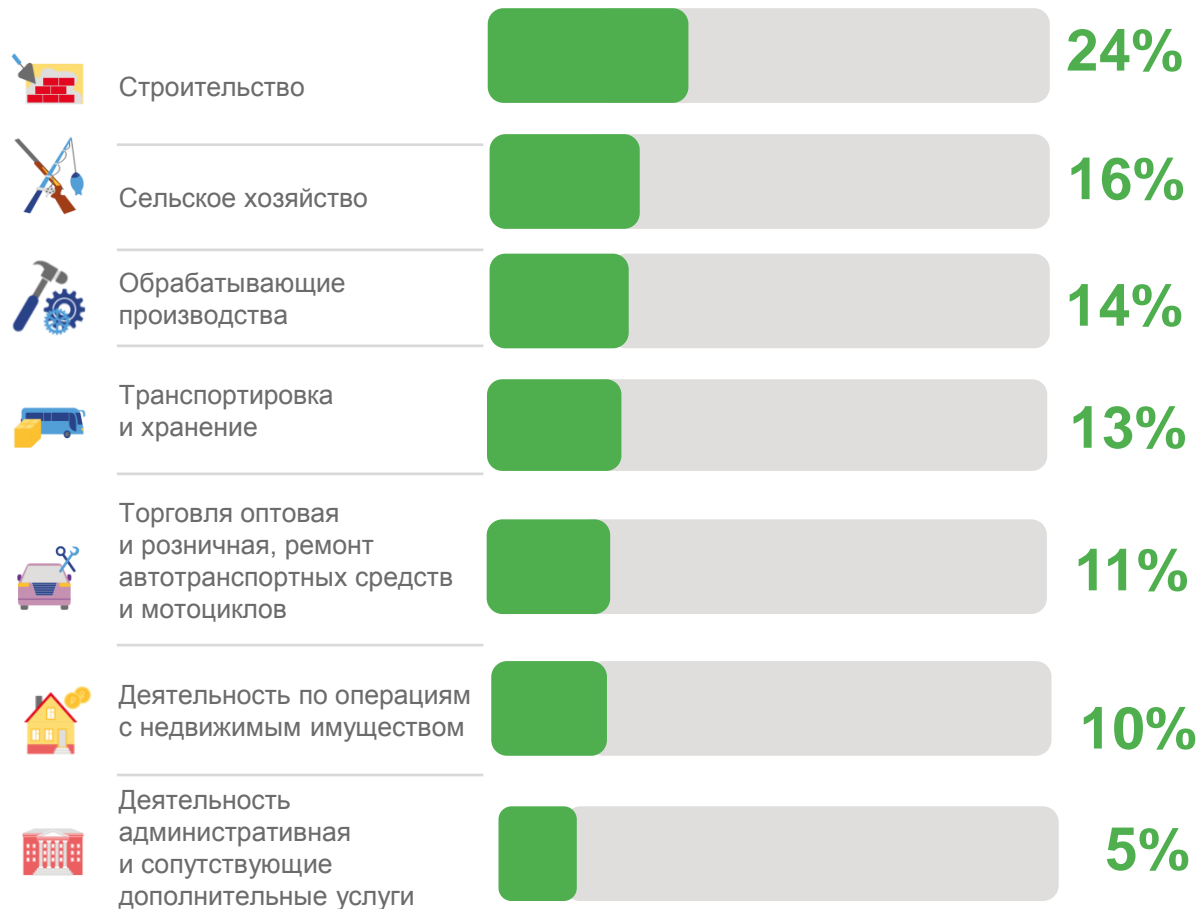 24%
Строительство
16%
Сельское хозяйство
Обрабатывающие
производства
14%
Транспортировка
и хранение
13%
Торговля оптовая
и розничная, ремонт
автотранспортных средств
и мотоциклов
11%
Деятельность по операциям
с недвижимым имуществом
10%
Деятельность
административная
и сопутствующие
дополнительные услуги
5%